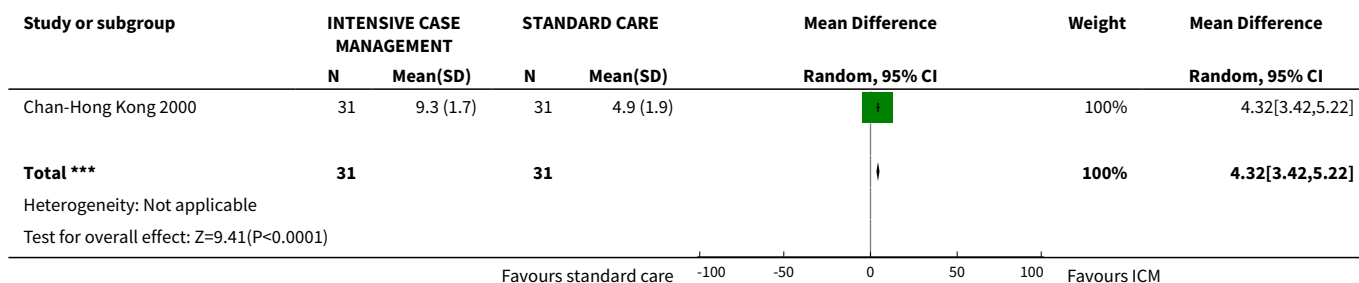 Study or subgroup INTENSIVE CASE MANAGEMENT STANDARD CARE Mean Difference Weight Mean Difference
N Mean(SD) N Mean(SD) Random, 95% CI Random, 95% CI
Chan-Hong Kong 2000 31 9.3 (1.7) 31 4.9 (1.9) 100% 4.32[3.42,5.22]
Total *** 31 31 100% 4.32[3.42,5.22]
Heterogeneity: Not applicable
Test for overall effect: Z=9.41(P<0.0001)
Favours standard care -100 -50 0 50 100 Favours ICM